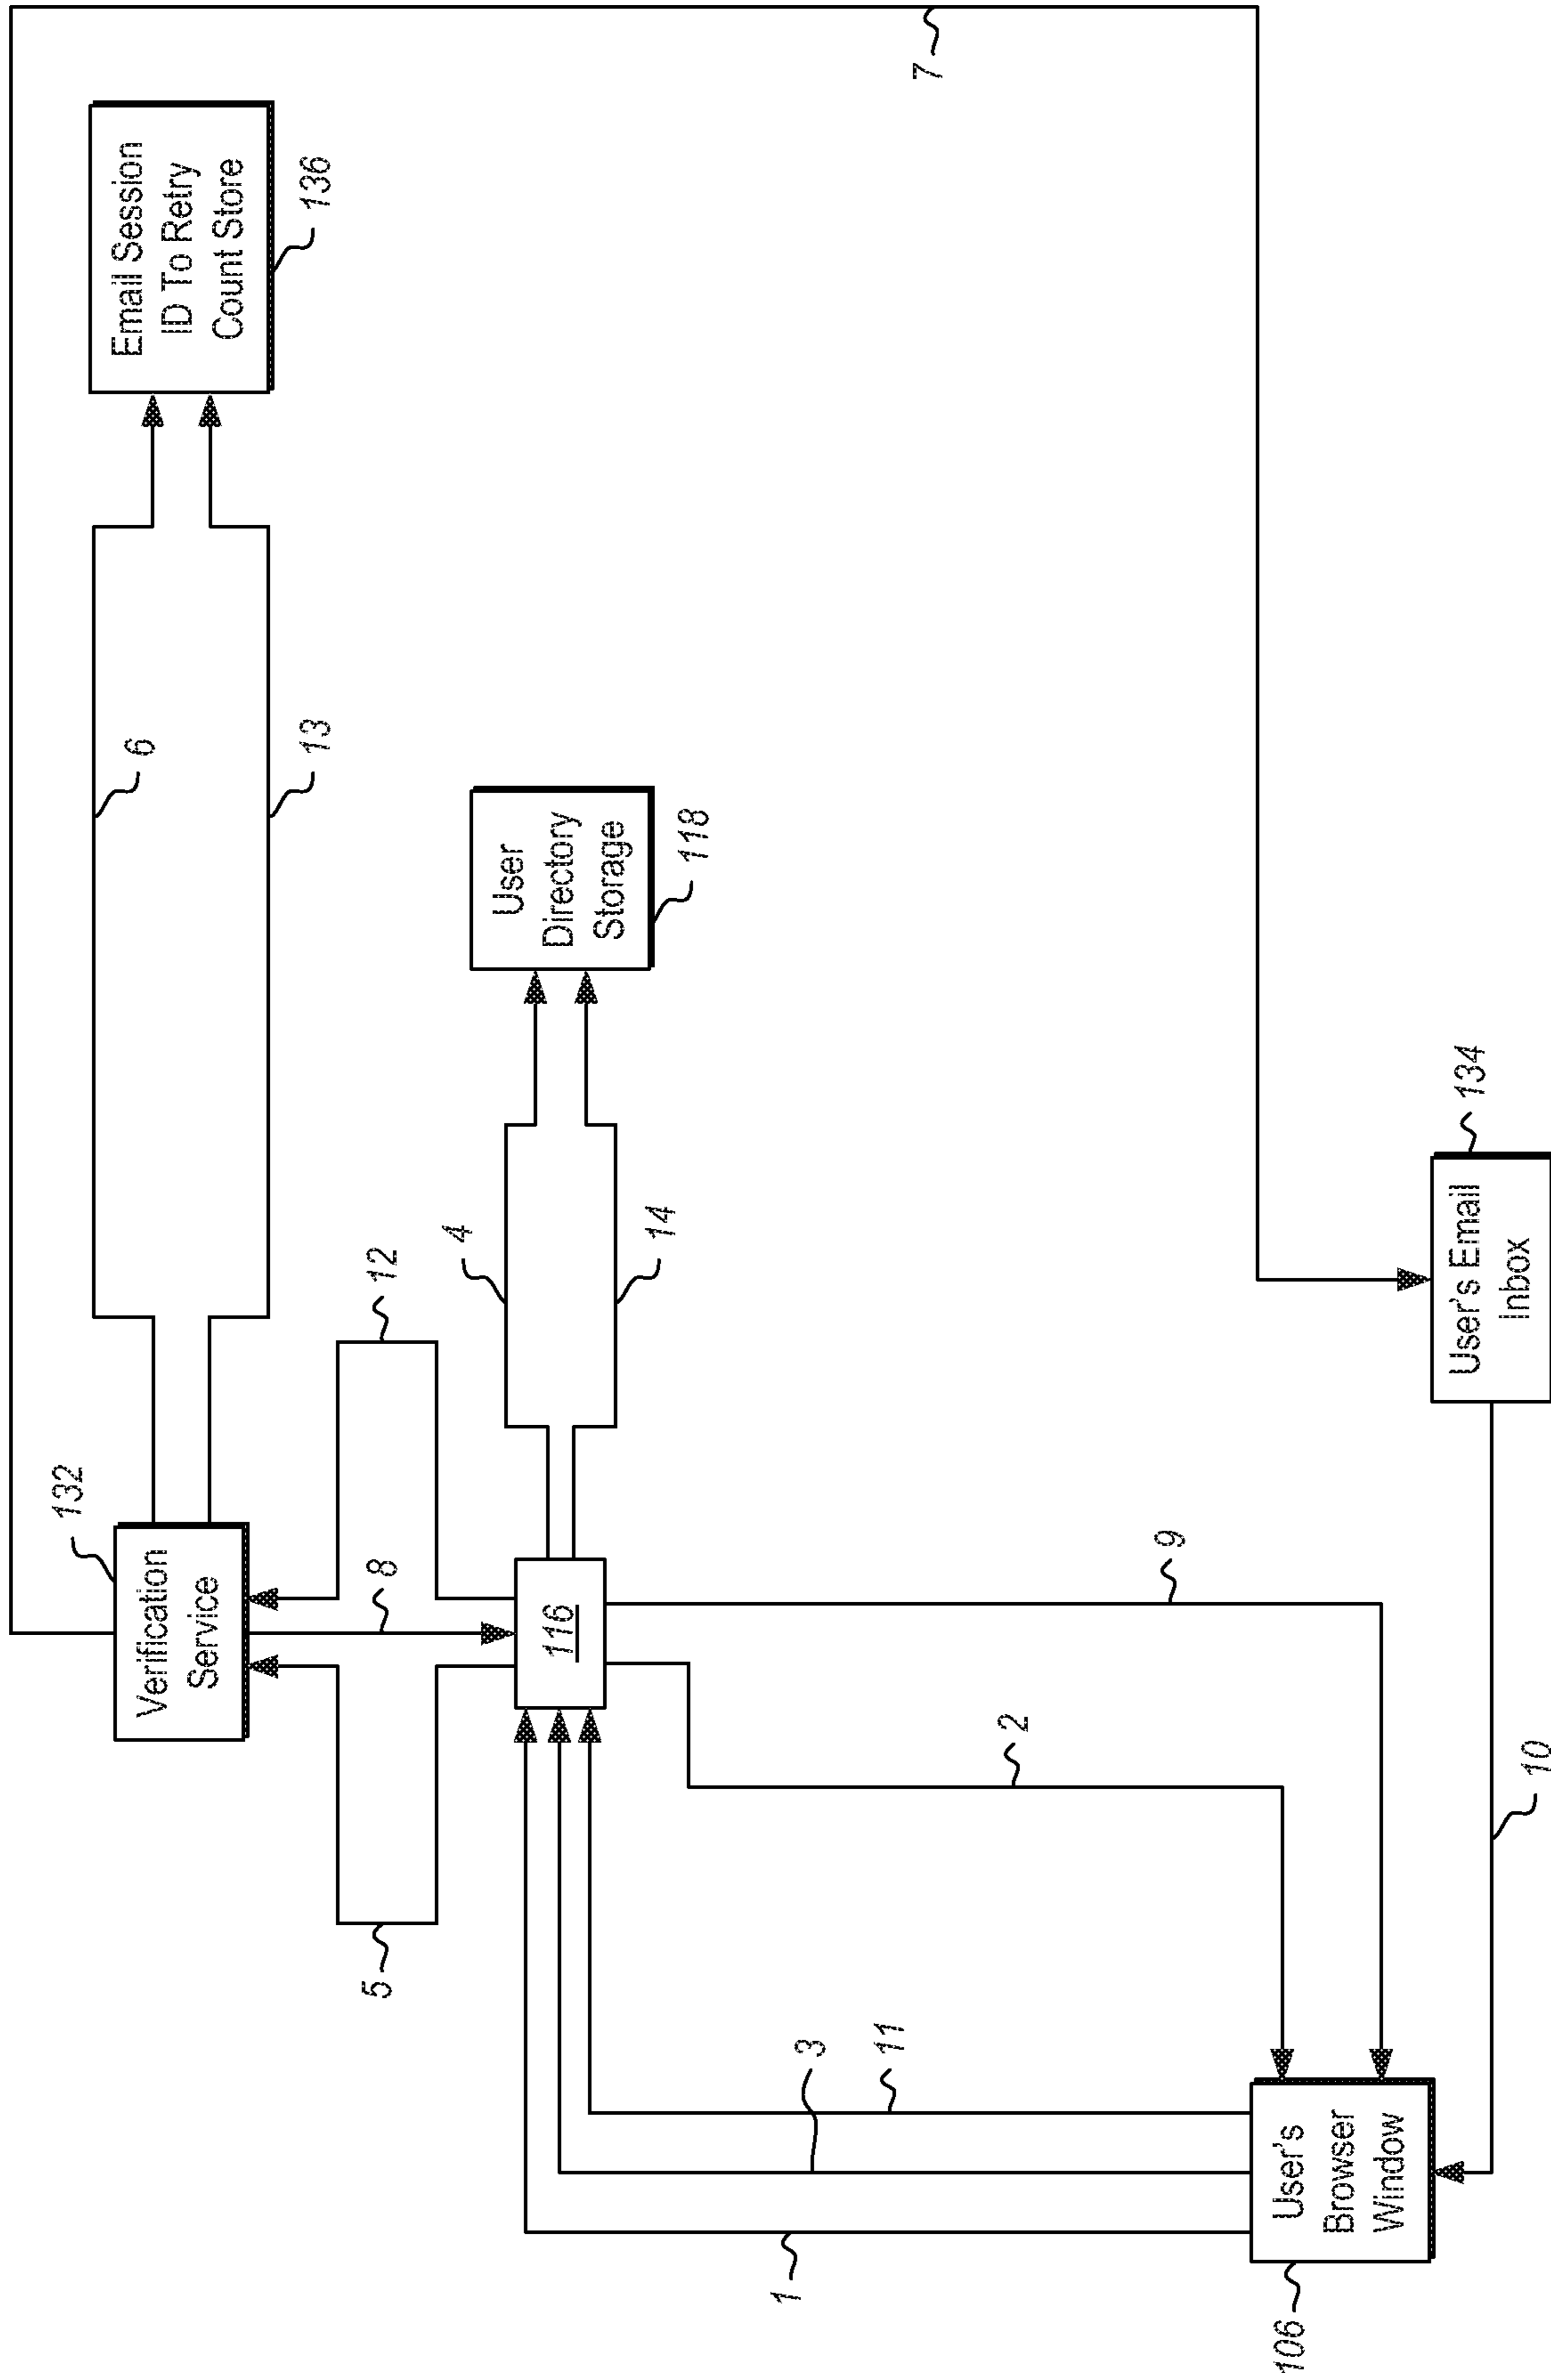 132
Verification
Service
6
Email Session
ID To Retry
Count Store
13
136
5
8
12
4
User
Directory
Storage
116
14
118
1
3
11
7
2
9
106
User's
Browser
Window
134
User's Email
Inbox
10